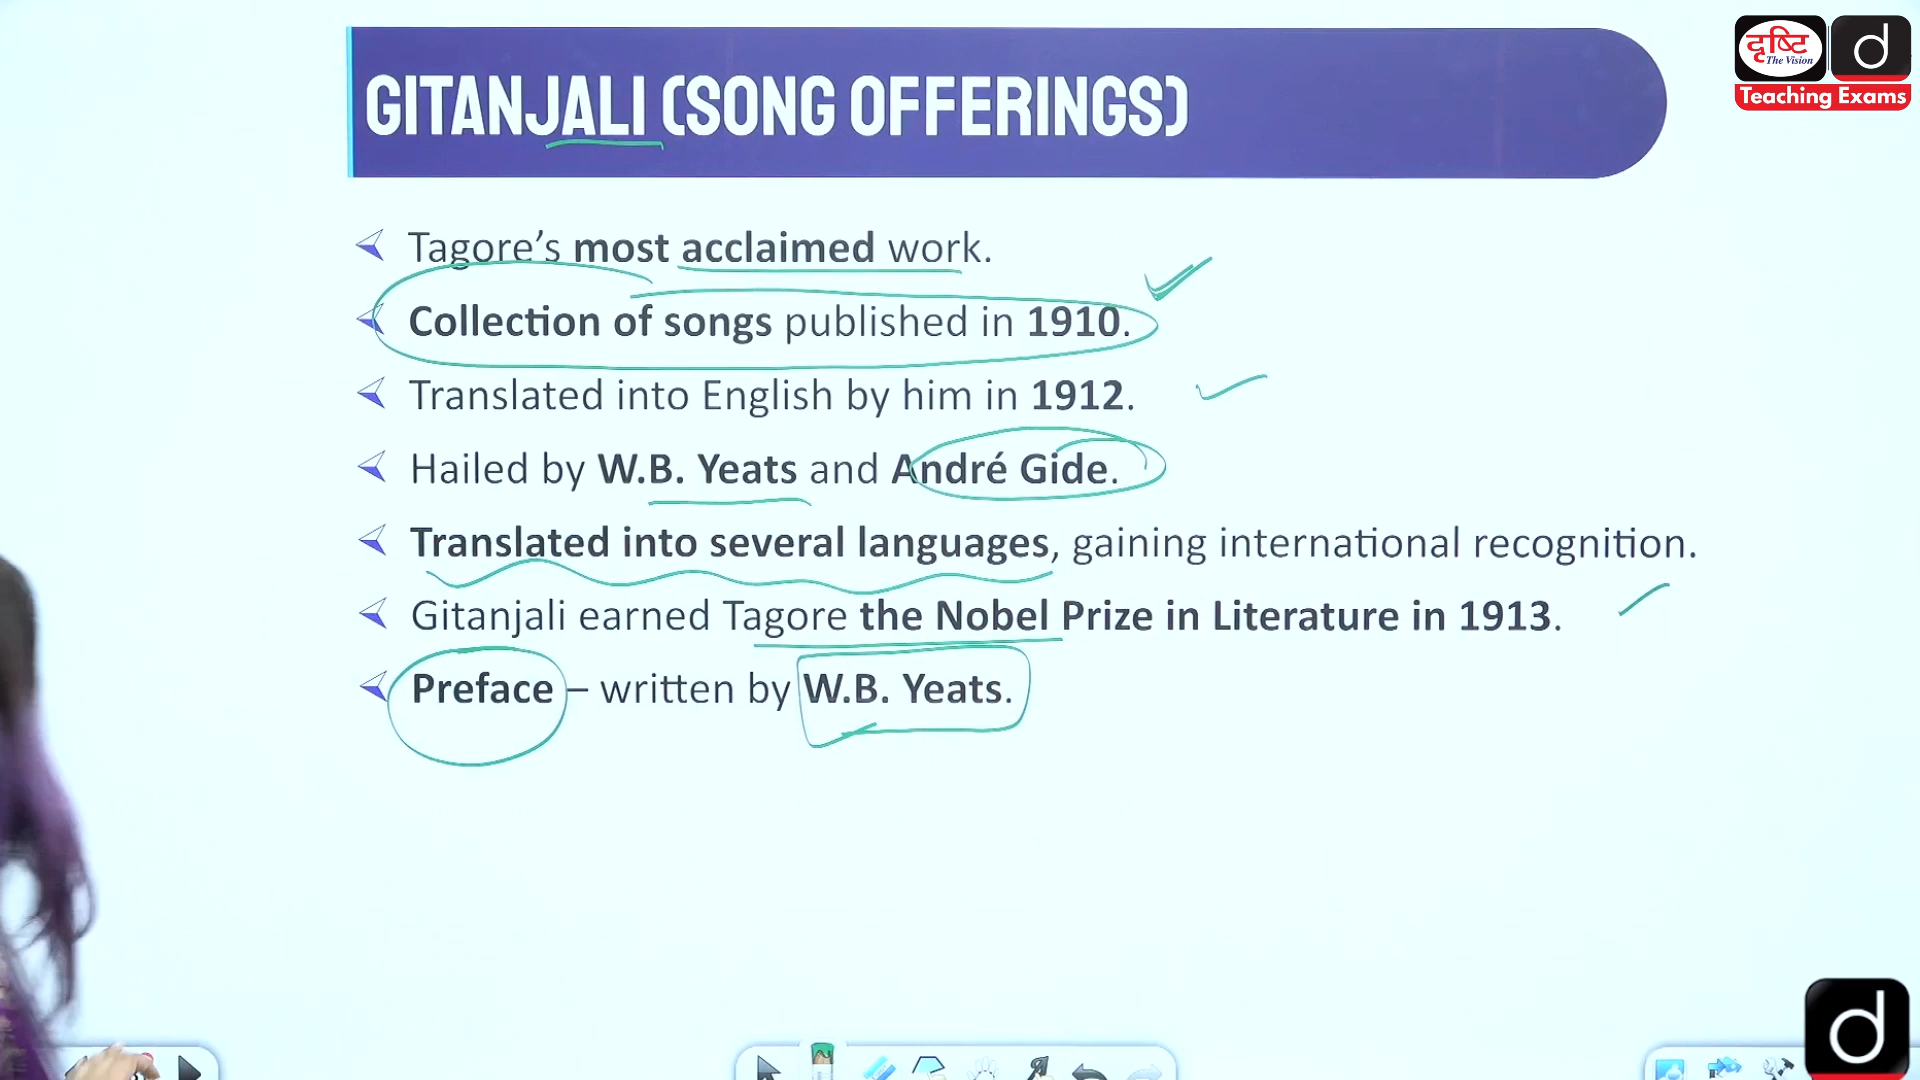 GITANJALI (SONG OFFERINGS)
दृष्टि
The Vision
d
Teaching Exams
Tagore’s most acclaimed work.
Collection of songs published in 1910.
Translated into English by him in 1912.
Hailed by W.B. Yeats and André Gide.
Translated into several languages, gaining international recognition.
Gitanjali earned Tagore the Nobel Prize in Literature in 1913.
Preface – written by W.B. Yeats.
d